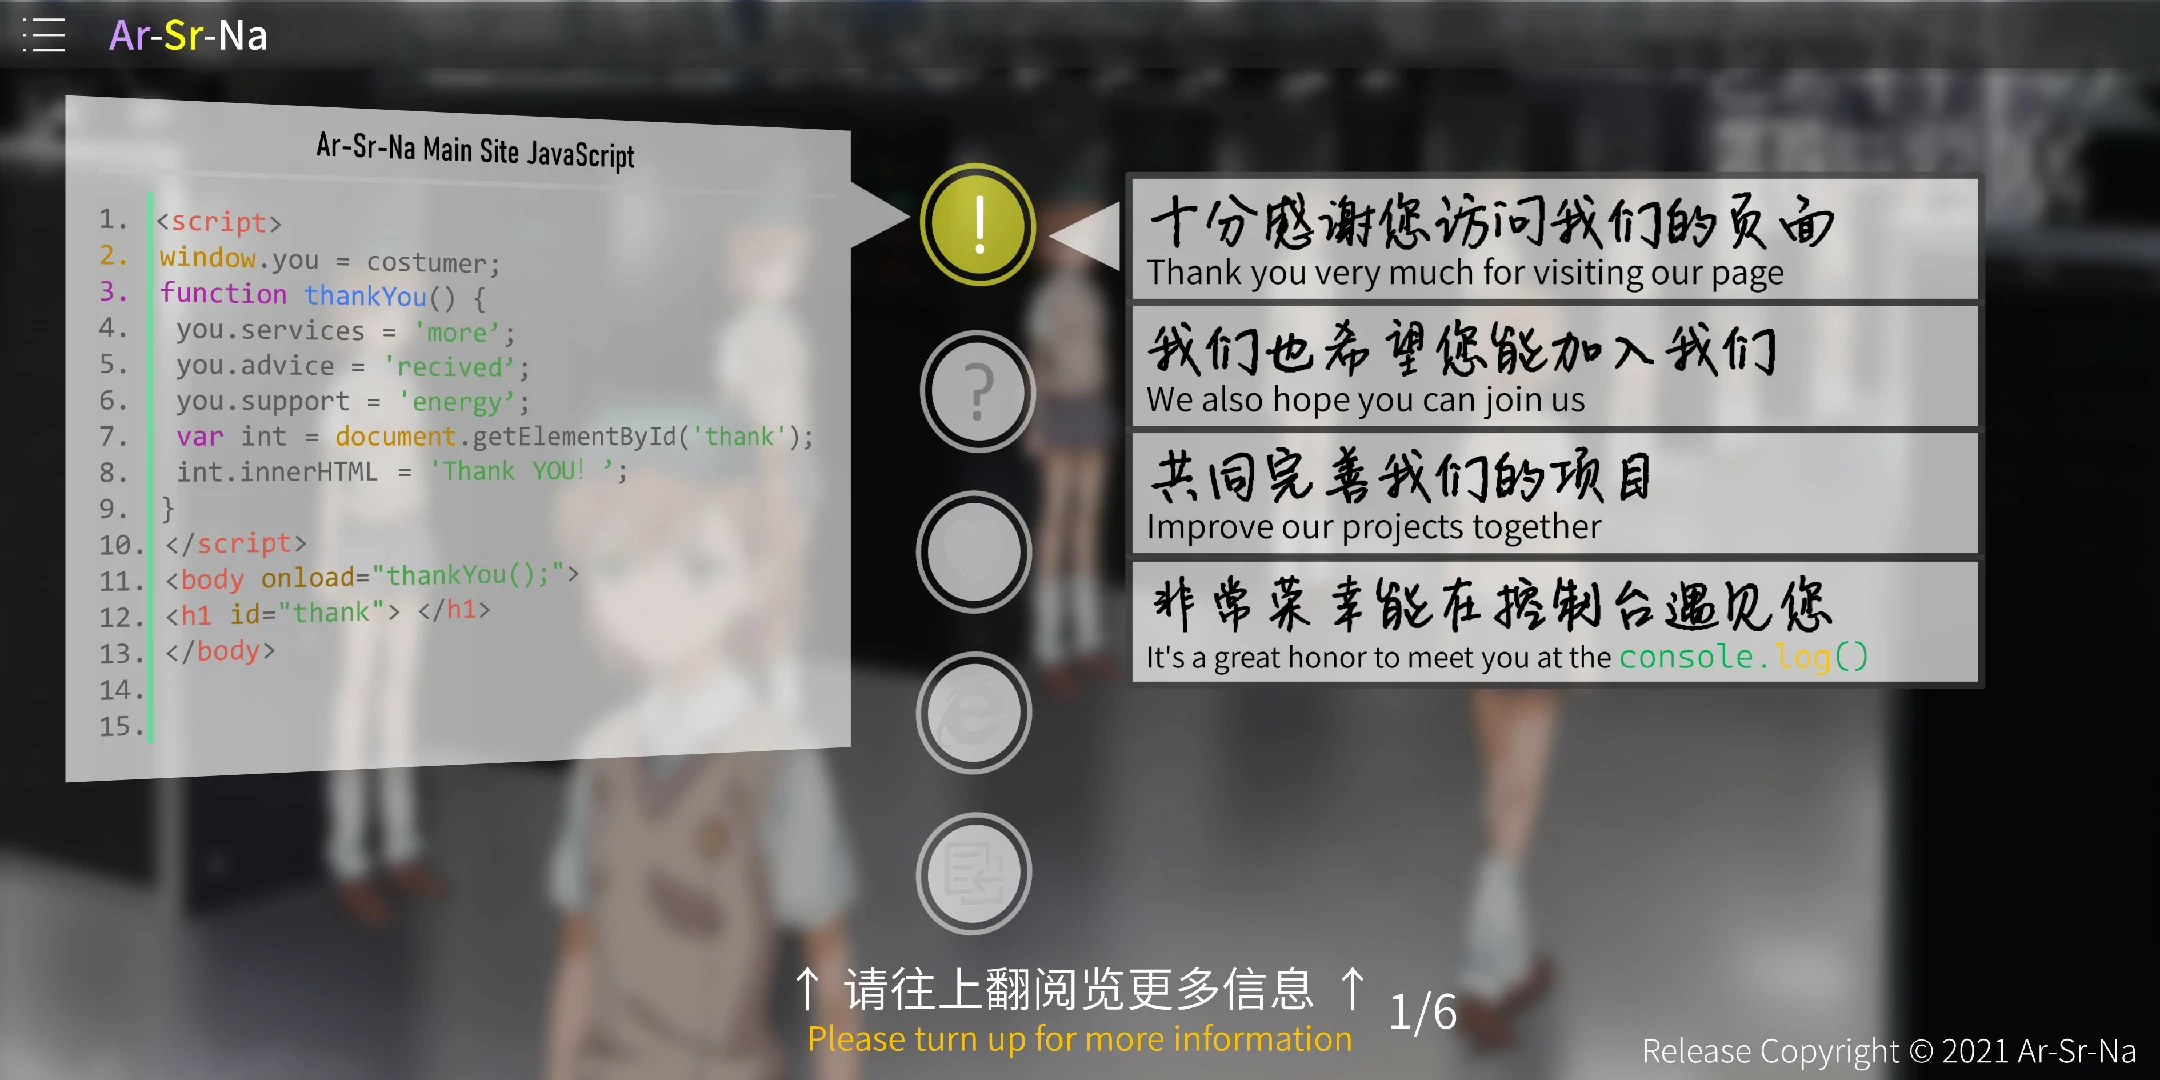 Ar-Sr-Na
Ar-Sr-Na Main Site JavaScript
1. <script>
2. window.you = costumer;
3. function thankYou() {
4. you.services = 'more’;
5. you.advice = 'recived’;
6. you.support = 'energy’;
7. var int = document.getElementById('thank');
8. int.innerHTML = 'Thank YOU! ’;
9. }
10. </script>
11. <body onload="thankYou();">
12. <h1 id="thank"> </h1>
13. </body>
14.
15.
!
?
十分感谢您访问我们的页面
Thank you very much for visiting our page
我们也希望您能加入我们
We also hope you can join us
共同完善我们的项目
Improve our projects together
非常荣幸能在控制台遇见您
It's a great honor to meet you at the console.log()
↑ 请往上翻阅览更多信息 ↑
Please turn up for more information
1/6
Release Copyright © 2021 Ar-Sr-Na